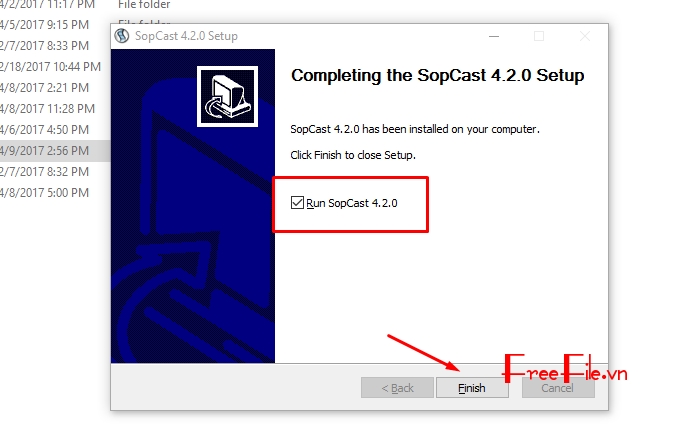 4/2/2017 11:17 PM File folder
4/5/2017 9:15 PM File folder
2/7/2017 8:33 PM
2/18/2017 10:44 PM
4/8/2017 2:21 PM
4/8/2017 11:28 PM
4/6/2017 4:50 PM
4/9/2017 2:56 PM
2/7/2017 8:32 PM
4/8/2017 5:00 PM
SopCast 4.2.0 Setup
Completing the SopCast 4.2.0 Setup
SopCast 4.2.0 has been installed on your computer.
Click Finish to close Setup.
Run SopCast 4.2.0
FreeFile.vn
< Back Finish Cancel